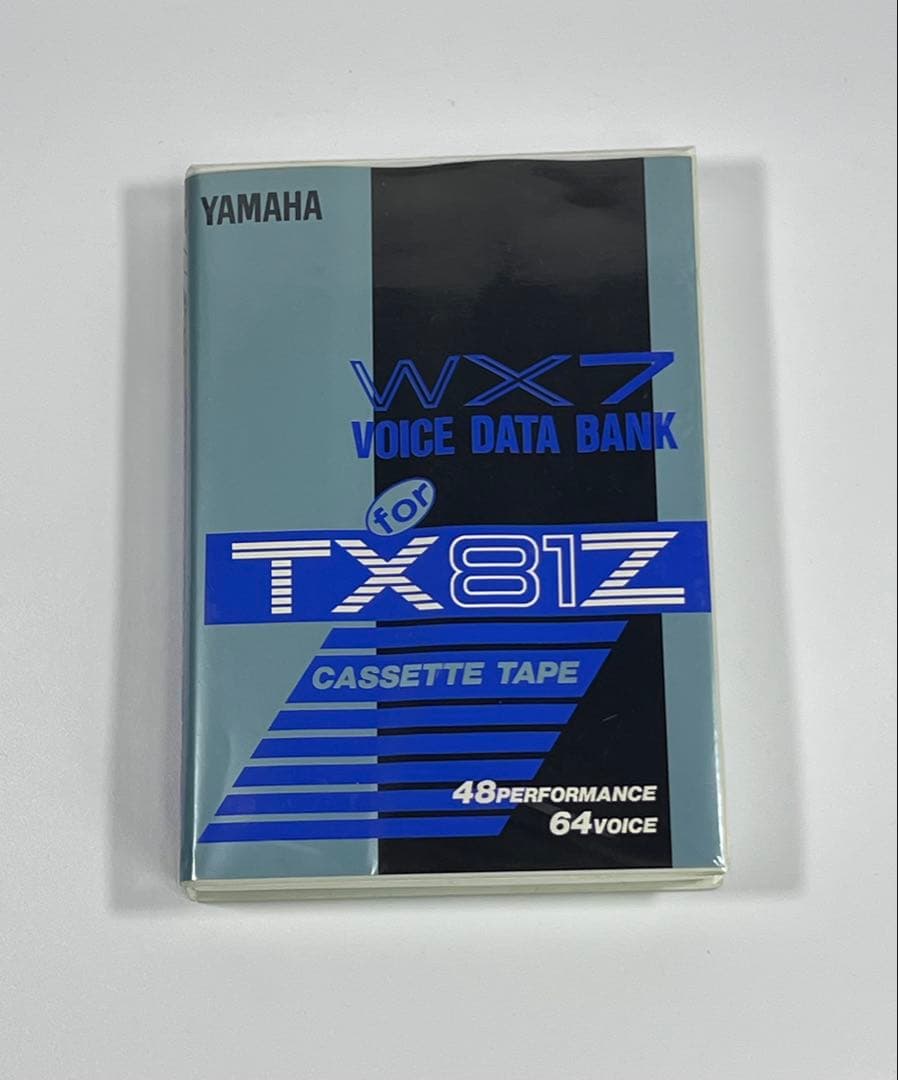 YAMAHA
WX7
VOICE DATA BANK
for
TX81Z
CASSETTE TAPE
48PERFORMANCE
64VOICE